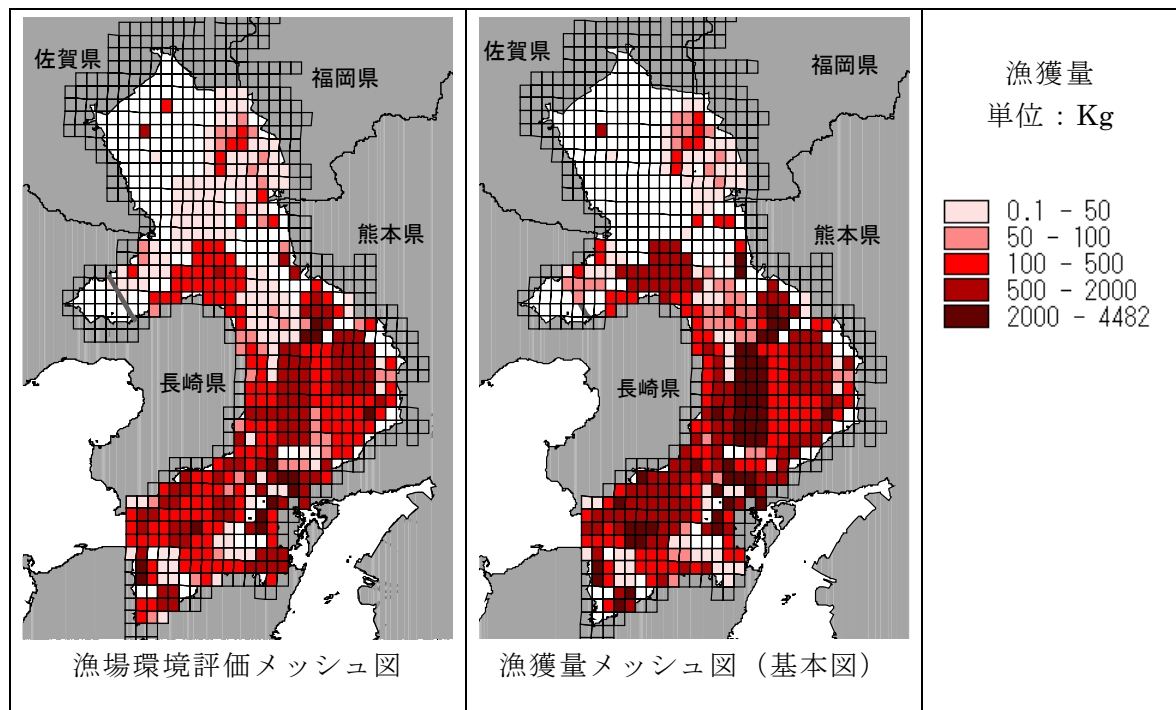 佐賀県
福岡県
熊本県
長崎県
漁場環境評価メッシュ図
佐賀県
福岡県
熊本県
長崎県
漁獲量メッシュ図（基本図）
漁獲量
単位：Kg
0.1 - 50
50 - 100
100 - 500
500 - 2000
2000 - 4482